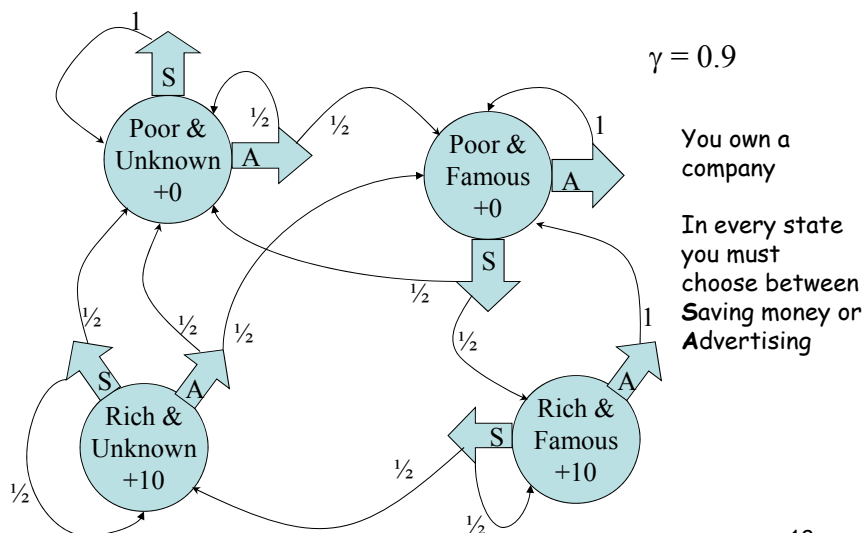 1
S
γ = 0.9
½
½
Poor &
Unknown
+0
A
Poor &
Famous
+0
1
A
You own a
company
In every state
you must
choose between
Saving money or
Advertising
S
½
½
½
½
½
1
S
A
Rich &
Unknown
+10
½
S
A
Rich &
Famous
+10
½
½